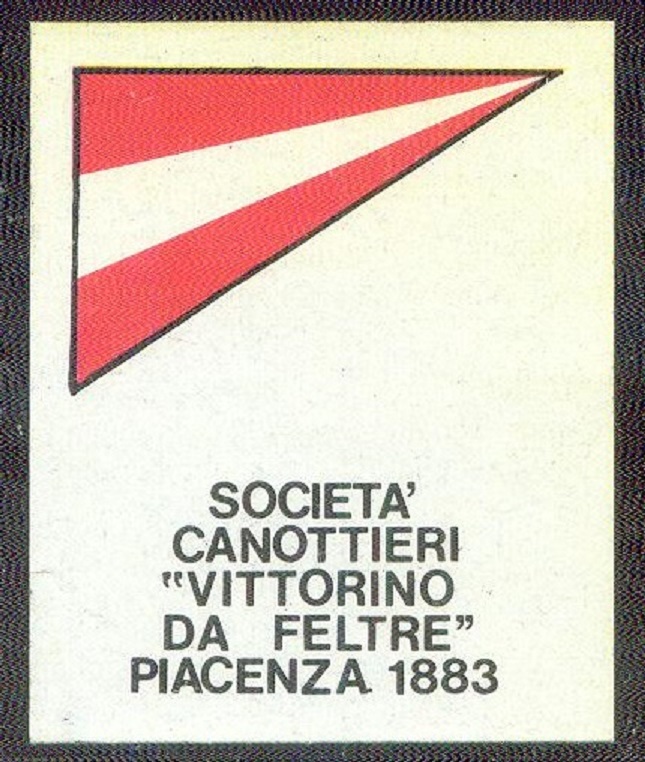 SOCIETA'
CANOTTIERI
"VITTORINO
DA FELTRE"
PIACENZA 1883